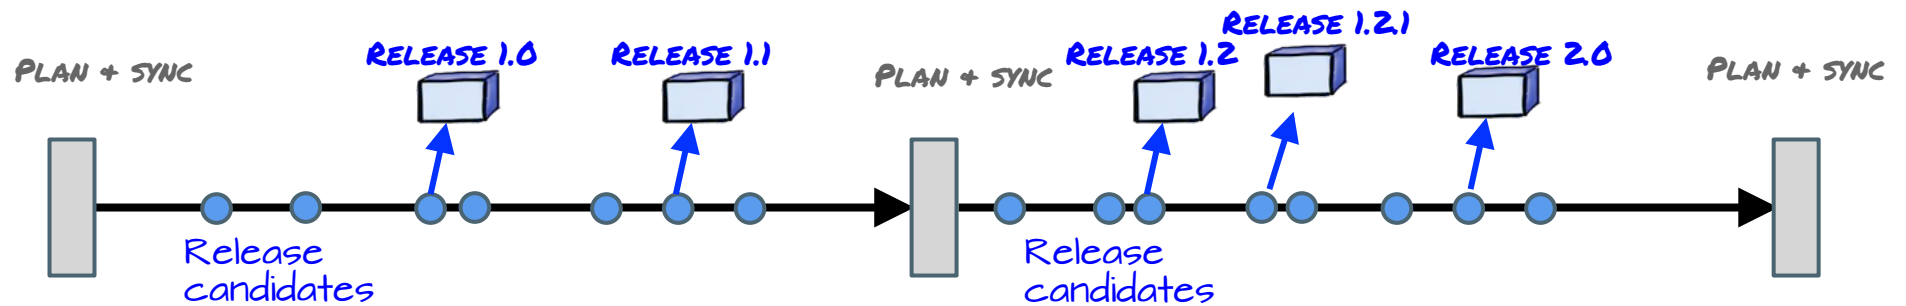 PLAN + SYNC
RELEASE 1.0
RELEASE 1.1
PLAN + SYNC
RELEASE 1.2
RELEASE 1.2.1
RELEASE 2.0
PLAN + SYNC
Release
candidates
Release
candidates